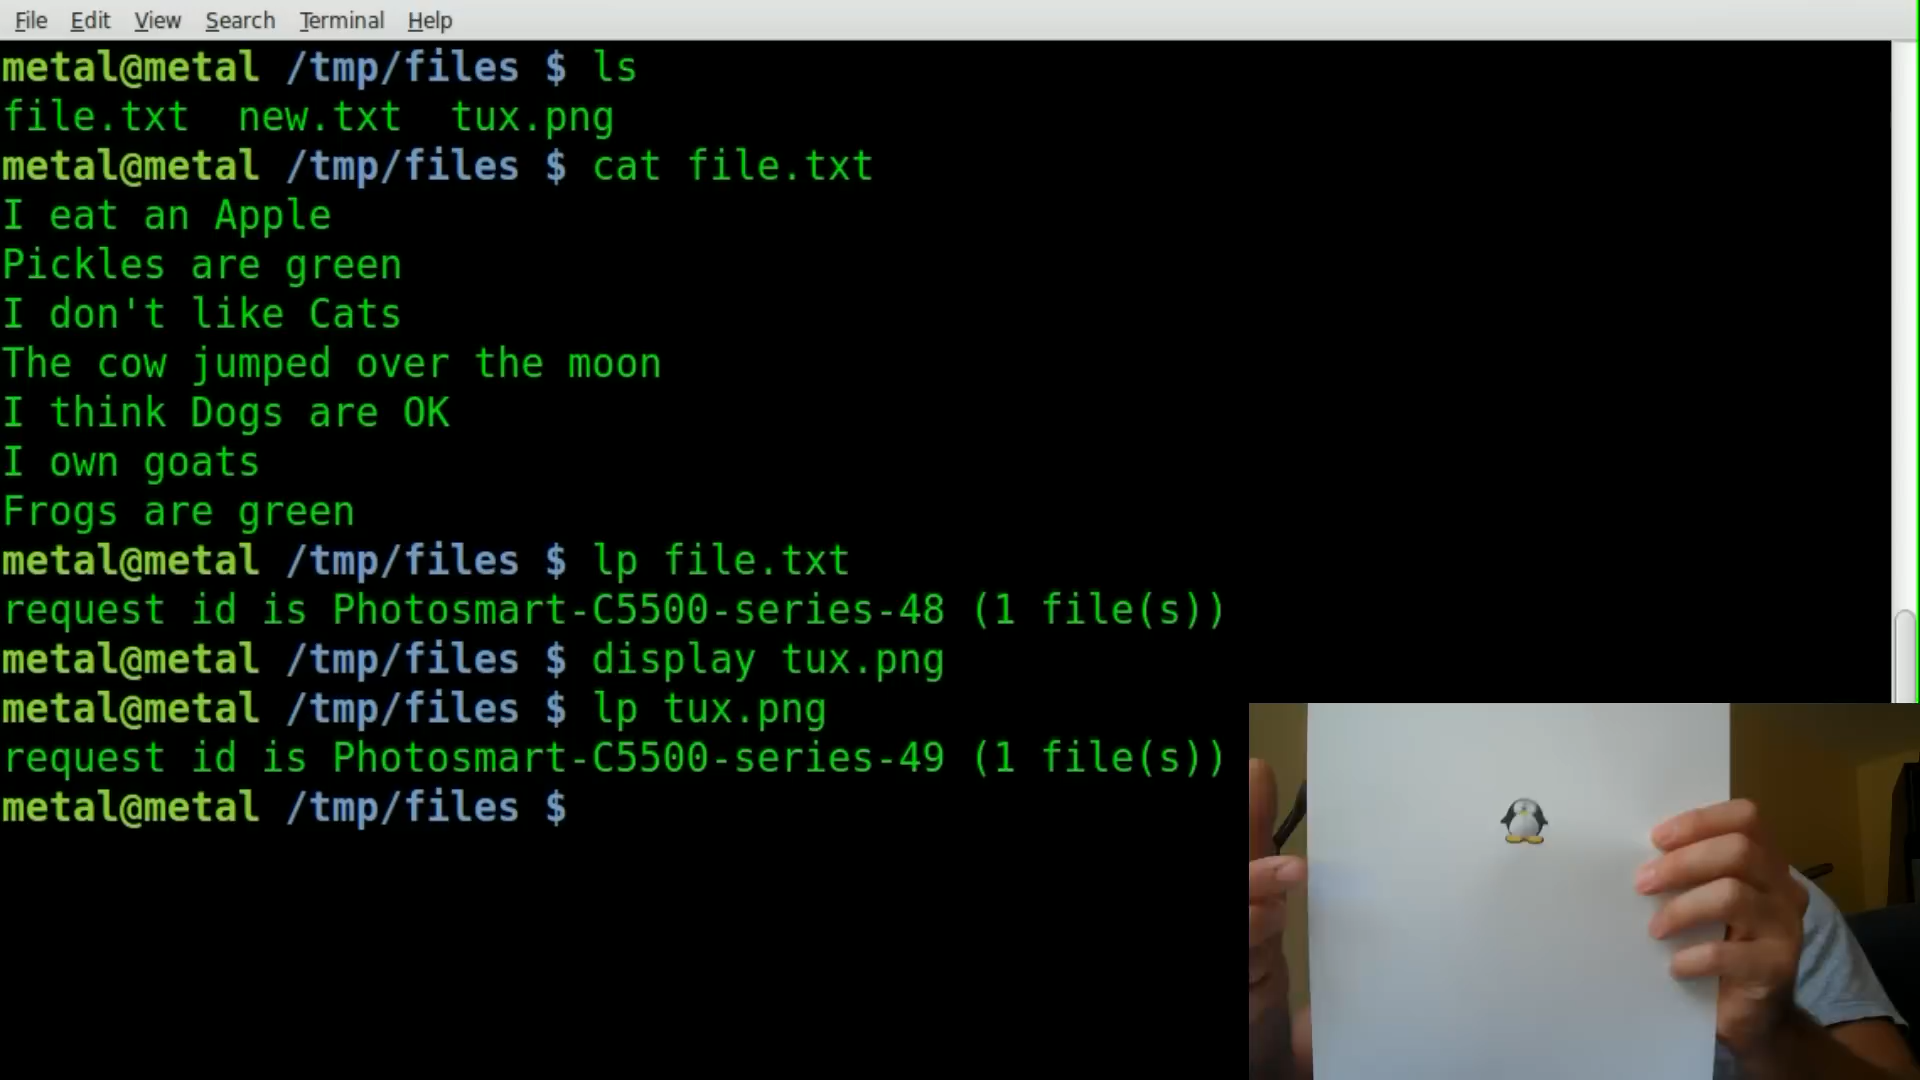 File Edit View Search Terminal Help
metal@metal /tmp/files $ ls
file.txt  new.txt  tux.png
metal@metal /tmp/files $ cat file.txt
I eat an Apple
Pickles are green
I don't like Cats
The cow jumped over the moon
I think Dogs are OK
I own goats
Frogs are green
metal@metal /tmp/files $ lp file.txt
request id is Photosmart-C5500-series-48 (1 file(s))
metal@metal /tmp/files $ display tux.png
metal@metal /tmp/files $ lp tux.png
request id is Photosmart-C5500-series-49 (1 file(s))
metal@metal /tmp/files $